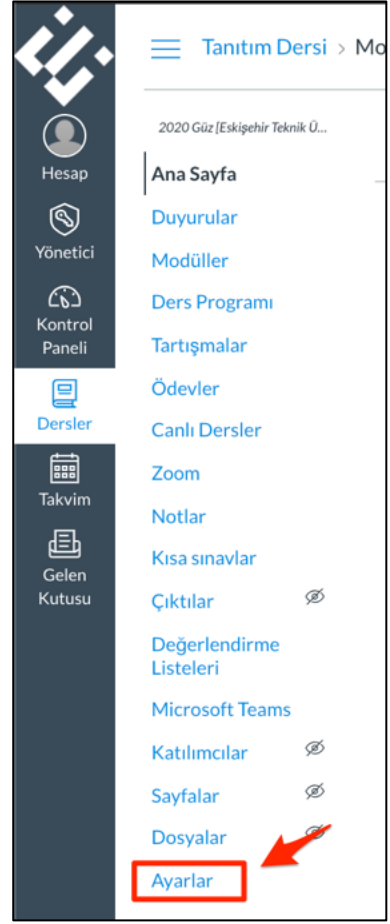 Tanıtım Dersi > Mo
2020 Güz [Eskişehir Teknik Ü...
Hesap
Yönetici
Kontrol
Paneli
Dersler
Takvim
Gelen
Kutusu
Ana Sayfa
Duyurular
Modüller
Ders Programı
Tartışmalar
Ödevler
Canlı Dersler
Zoom
Notlar
Kısa sınavlar
Çıktılar
Değerlendirme
Listeleri
Microsoft Teams
Katılımcılar
Sayfalar
Dosyalar
Ayarlar